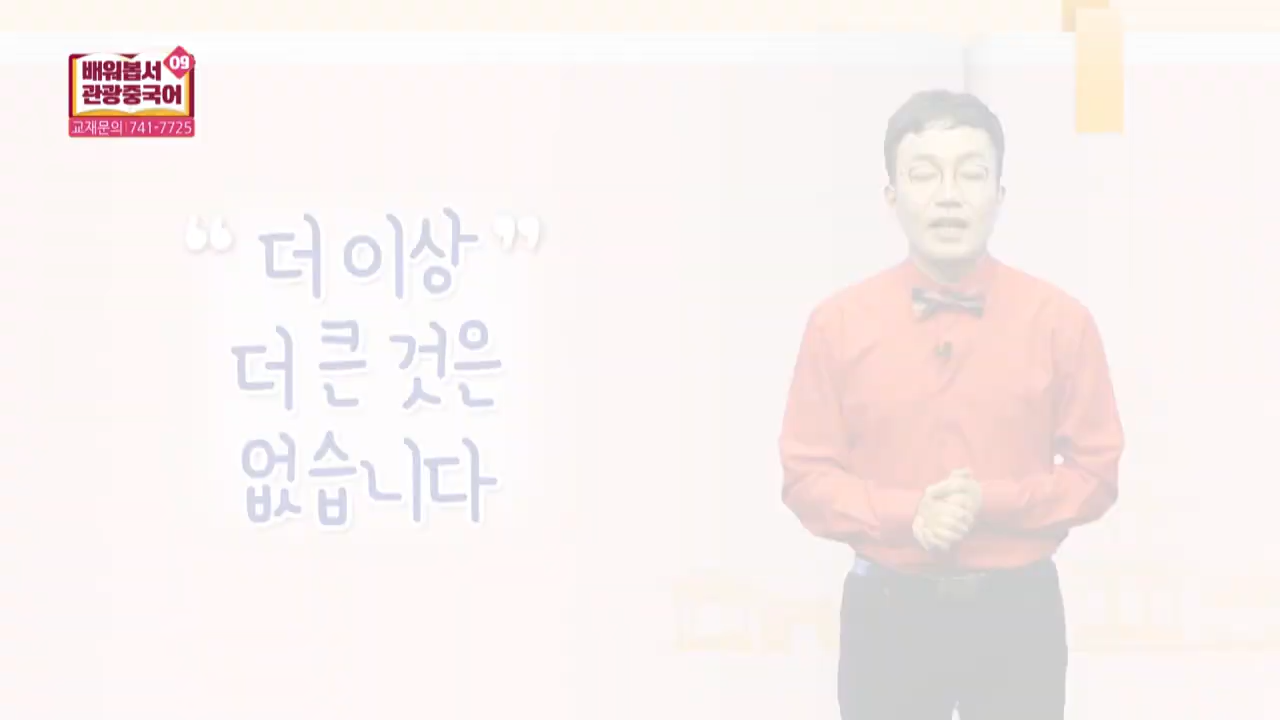 배워봅서
09
관광중국어
교재문의 | 741-7725
“ 더 이상 ”
더 큰 것은
없습니다